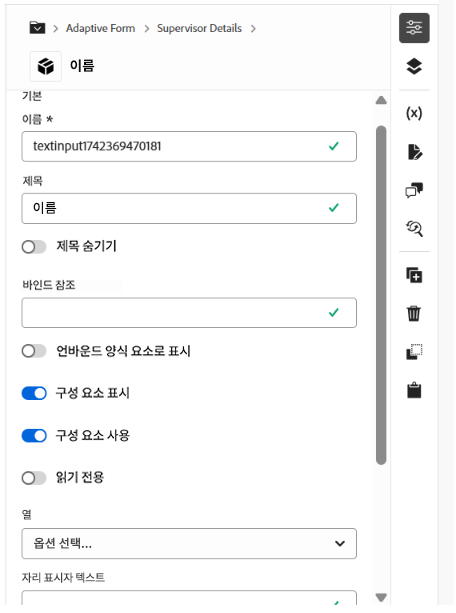 Adaptive Form > Supervisor Details >
이름
기본
이름 *
textinput1742369470181
제목
이름
제목 숨기기
바인드 참조
언바운드 양식 요소로 표시
구성 요소 표시
구성 요소 사용
읽기 전용
열
옵션 선택...
자리 표시자 텍스트
(x)